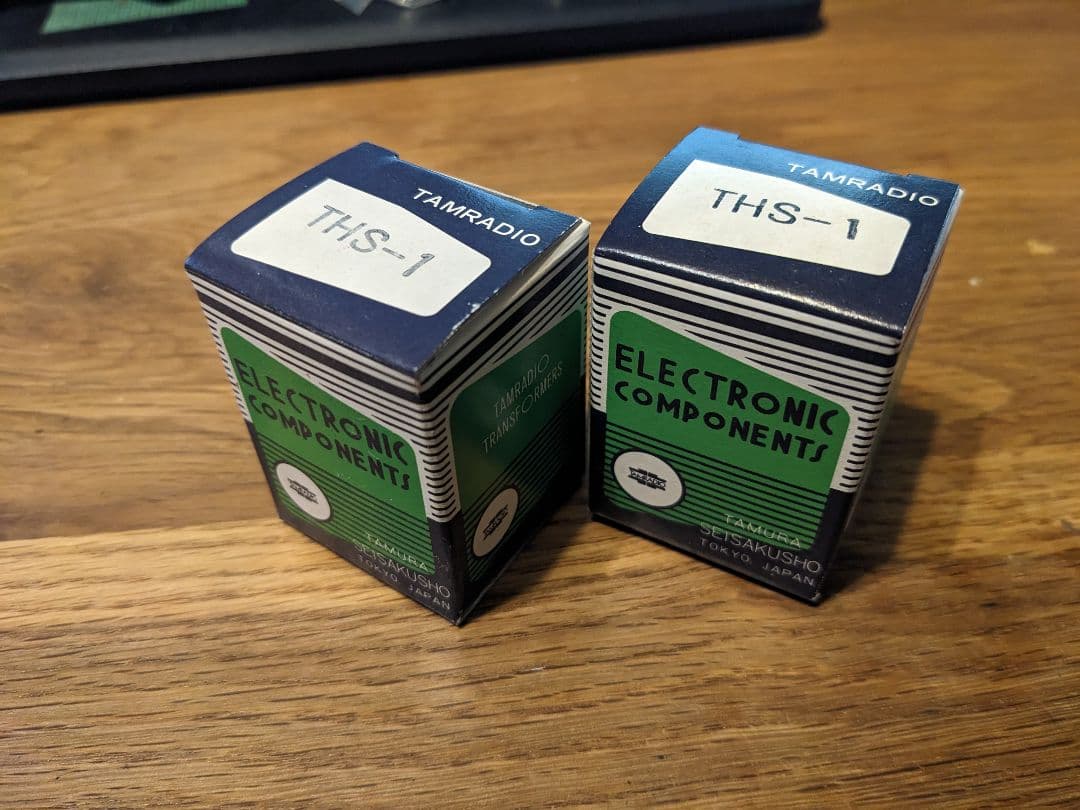 TAMRADIO
THS-1
ELECTRONIC
COMPONENTS
TAMURA
SEISAKUSHO
TOKYO, JAPAN
TAMRADIO
TRANSFORMERS
TAMRADIO
THS-1
ELECTRONIC
COMPONENTS
TAMURA
SEISAKUSHO
TOKYO, JAPAN